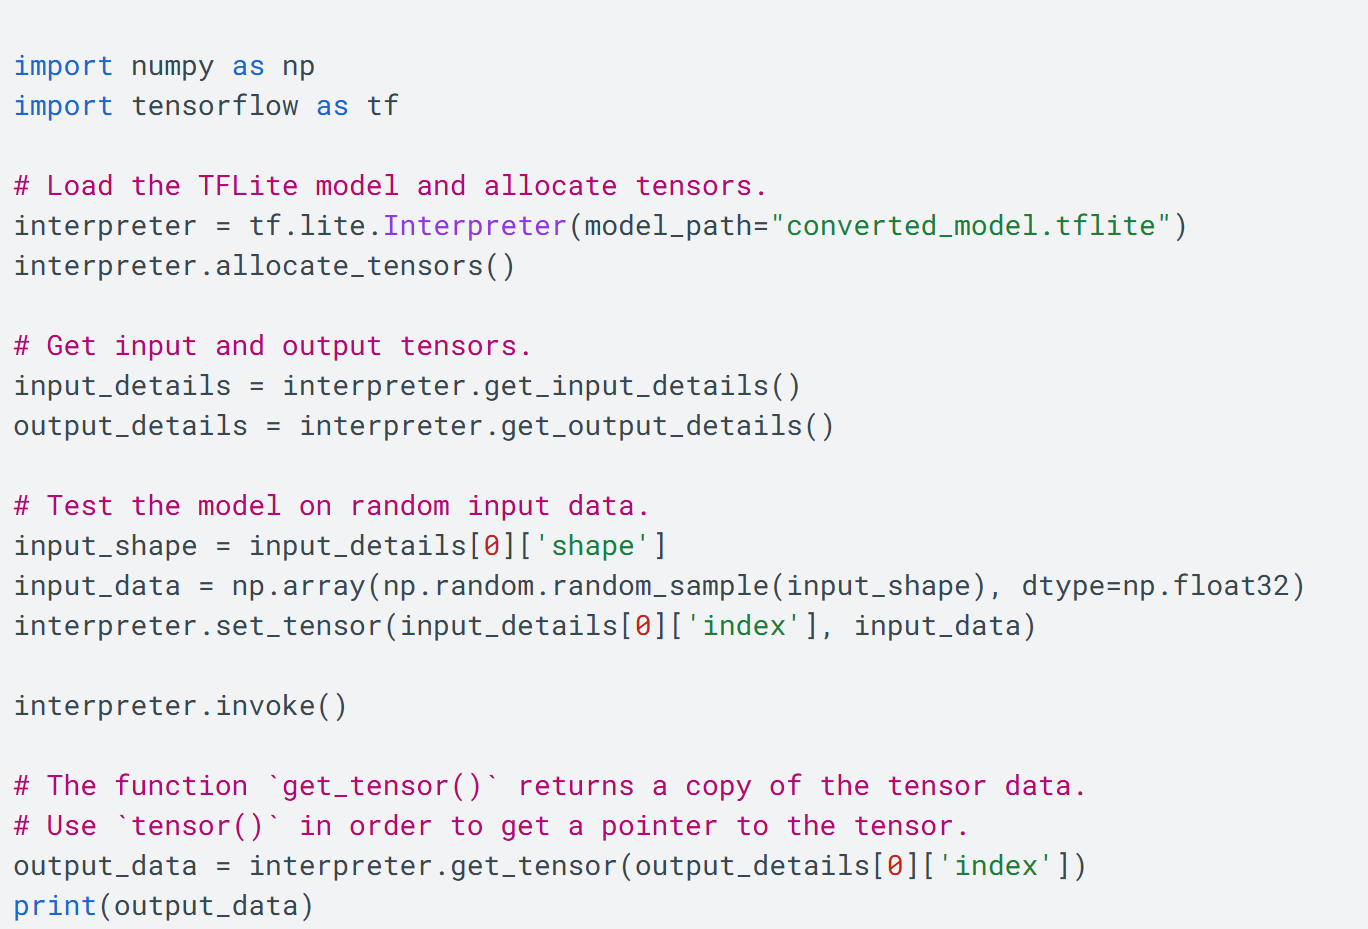 import numpy as np
import tensorflow as tf
# Load the TFLite model and allocate tensors.
interpreter = tf.lite.Interpreter(model_path="converted_model.tflite")
interpreter.allocate_tensors()
# Get input and output tensors.
input_details = interpreter.get_input_details()
output_details = interpreter.get_output_details()
# Test the model on random input data.
input_shape = input_details[0]['shape']
input_data = np.array(np.random.random_sample(input_shape), dtype=np.float32)
interpreter.set_tensor(input_details[0]['index'], input_data)
interpreter.invoke()
# The function `get_tensor()` returns a copy of the tensor data.
# Use `tensor()` in order to get a pointer to the tensor.
output_data = interpreter.get_tensor(output_details[0]['index'])
print(output_data)